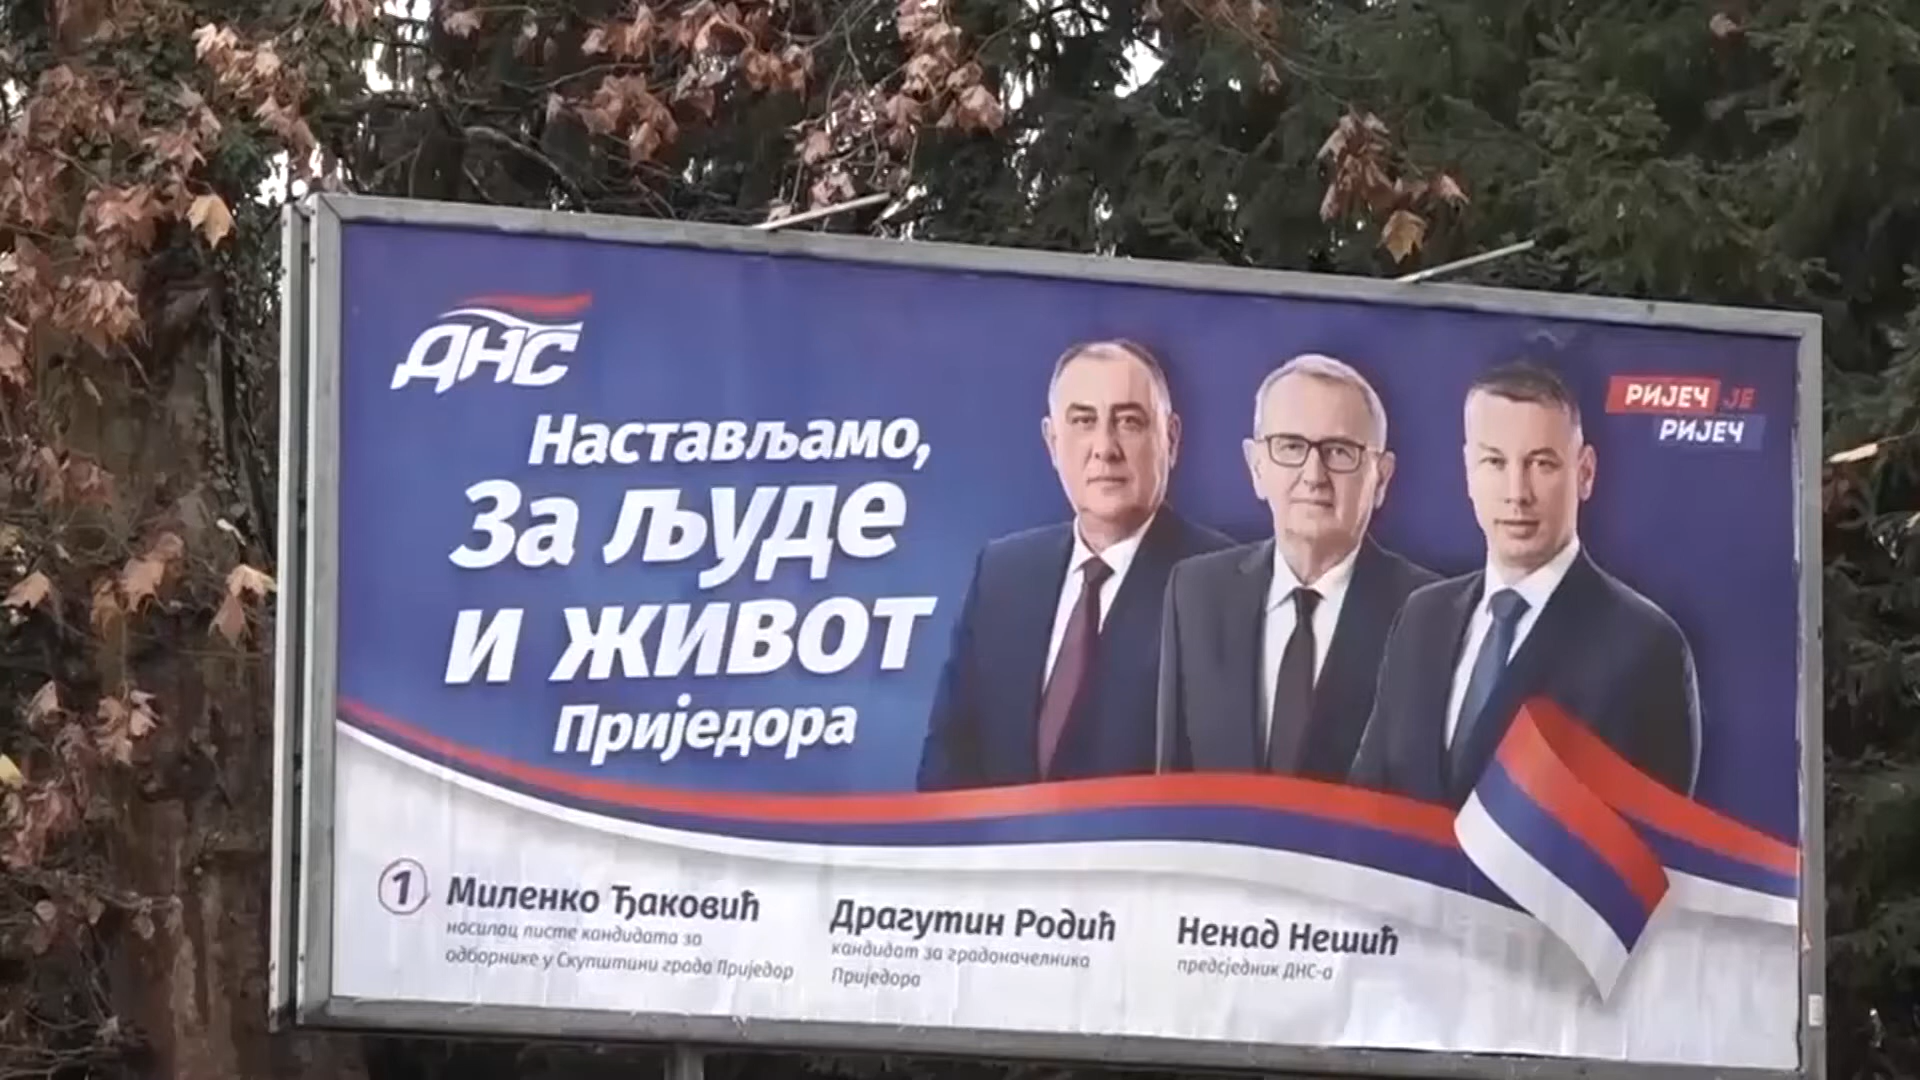 ДНС
Настављамо,
За људе
и живот
Приједора
РИЈЕЧ ЈЕ
РИЈЕЧ
1 Миленко Ђаковић
носилац листе кандидата за
одборнике у Скупштини града Приједор
Драгутин Родић
кандидат за градоначелника
Приједора
Ненад Нешић
предсједник ДНС-а